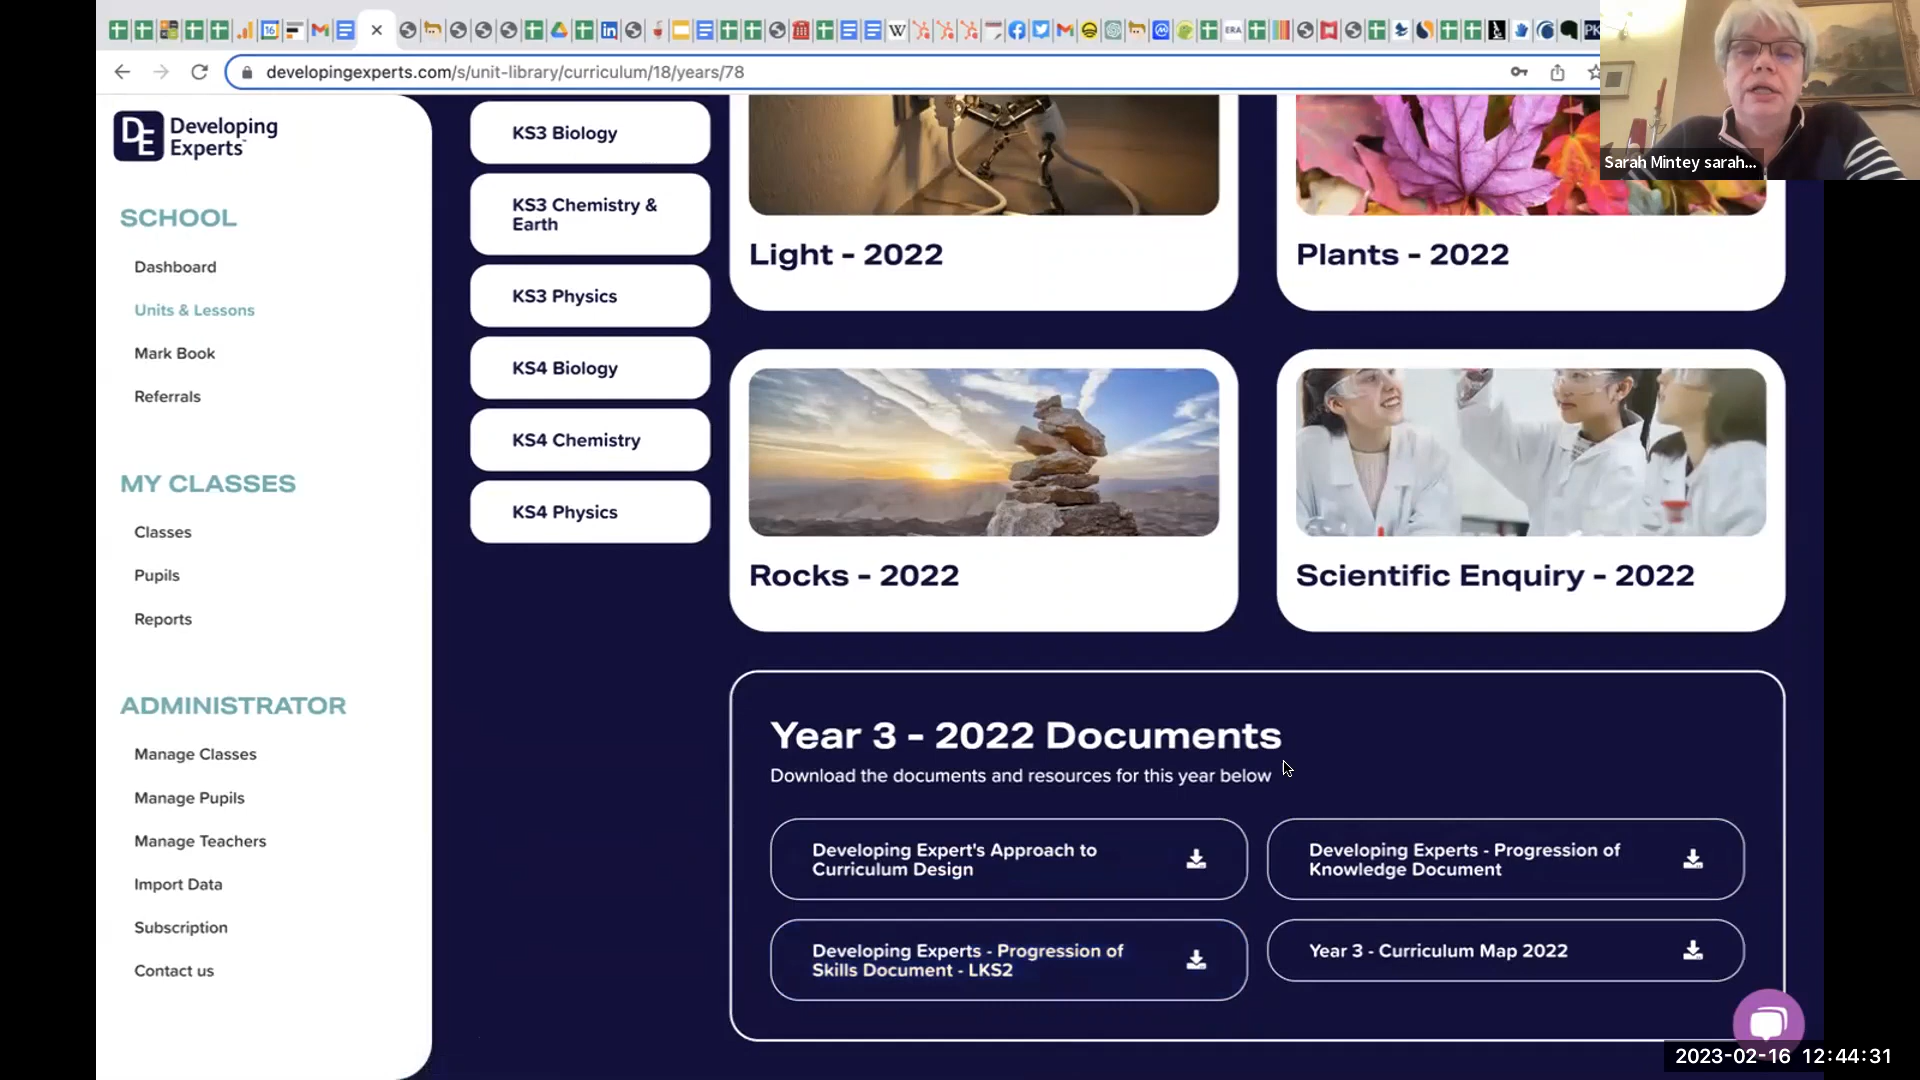 developingexperts.com/s/unit-library/curriculum/18/years/78
Sarah Mintey sarah...
DE
Developing
Experts
SCHOOL
Dashboard
Units & Lessons
Mark Book
Referrals
MY CLASSES
Classes
Pupils
Reports
ADMINISTRATOR
Manage Classes
Manage Pupils
Manage Teachers
Import Data
Subscription
Contact us
KS3 Biology
KS3 Chemistry &
Earth
KS3 Physics
KS4 Biology
KS4 Chemistry
KS4 Physics
Light - 2022
Plants - 2022
Rocks - 2022
Scientific Enquiry - 2022
Year 3 - 2022 Documents
Download the documents and resources for this year below
Developing Expert's Approach to
Curriculum Design
Developing Experts - Progression of
Knowledge Document
Developing Experts - Progression of
Skills Document - LKS2
Year 3 - Curriculum Map 2022
2023-02-16 12:44:31